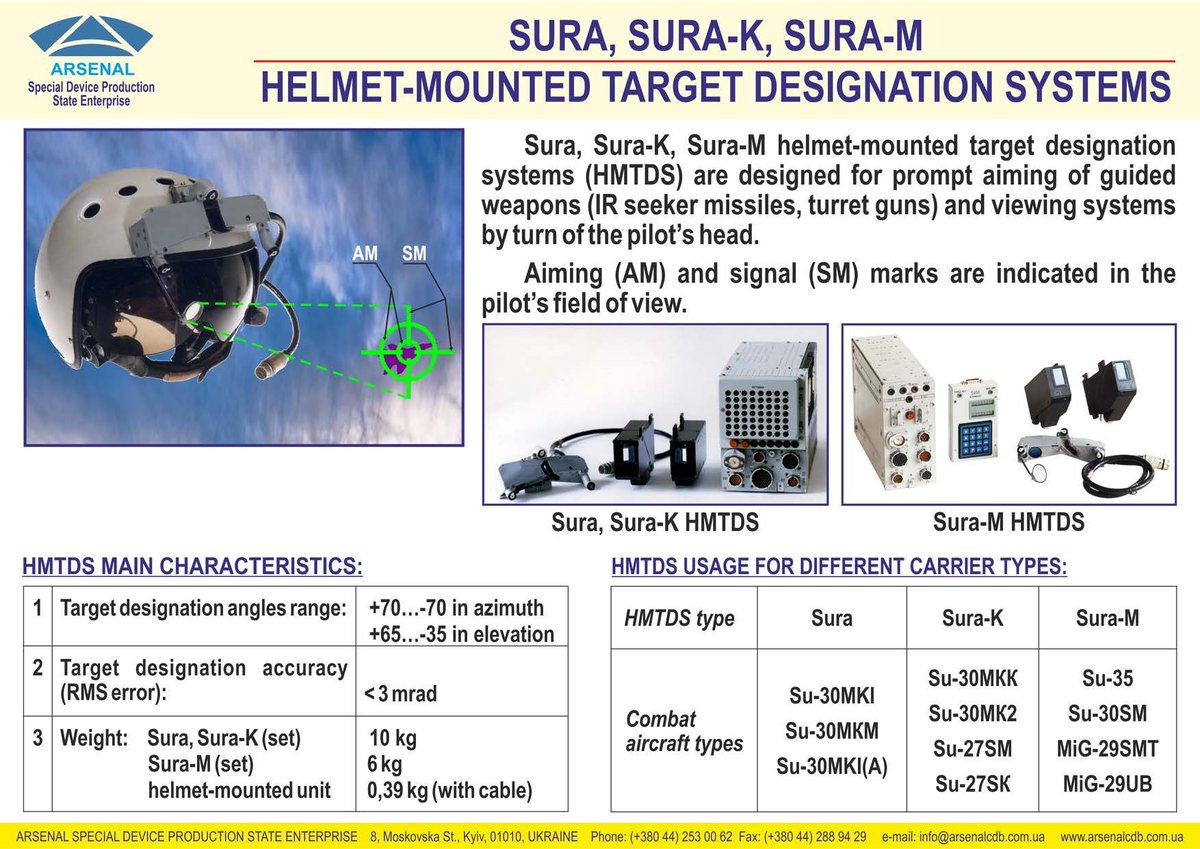 ARSENAL
Special Device Production
State Enterprise
SURA, SURA-K, SURA-M
HELMET-MOUNTED TARGET DESIGNATION SYSTEMS
AM SM
Sura, Sura-K, Sura-M helmet-mounted target designation
systems (HMTDS) are designed for prompt aiming of guided
weapons (IR seeker missiles, turret guns) and viewing systems
by turn of the pilot's head.
Aiming (AM) and signal (SM) marks are indicated in the
pilot's field of view.
Sura, Sura-K HMTDS
Sura-M HMTDS
HMTDS MAIN CHARACTERISTICS:
1 Target designation angles range: +70…-70 in azimuth
+65…-35 in elevation
2 Target designation accuracy
(RMS error): < 3 mrad
3 Weight: Sura, Sura-K (set) 10 kg
Sura-M (set) 6 kg
helmet-mounted unit 0,39 kg (with cable)
HMTDS USAGE FOR DIFFERENT CARRIER TYPES:
HMTDS type Sura Sura-K Sura-M
Combat
aircraft types
Su-30MKI
Su-30MKM
Su-30MKI(A)
Su-30MKK
Su-30MK2
Su-27SM
Su-27SK
Su-35
Su-30SM
MiG-29SMT
MiG-29UB
ARSENAL SPECIAL DEVICE PRODUCTION STATE ENTERPRISE 8, Moskovska St., Kyiv, 01010, UKRAINE Phone: (+380 44) 253 00 62 Fax: (+380 44) 288 94 29 e-mail: info@arsenalcdb.com.ua www.arsenalcdb.com.ua